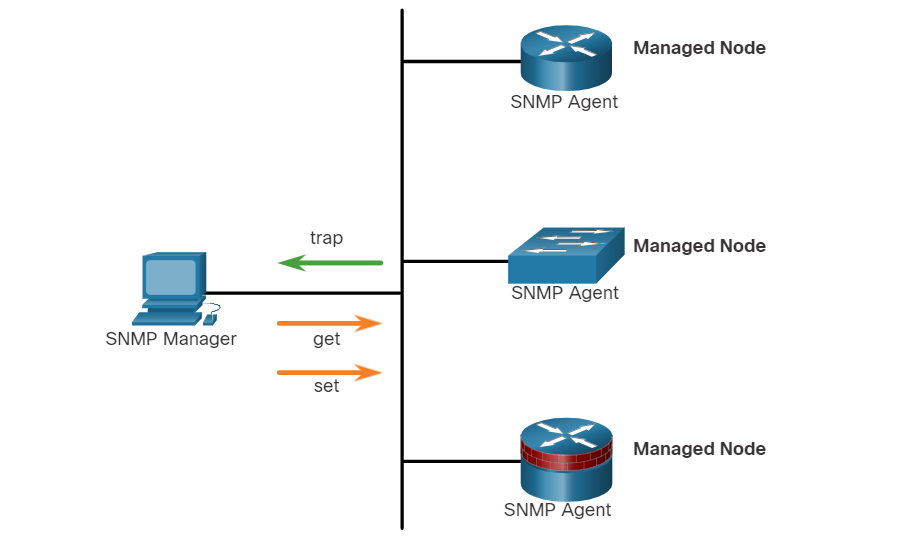 Managed Node
SNMP Agent
trap
Managed Node
SNMP Agent
SNMP Manager
get
set
Managed Node
SNMP Agent